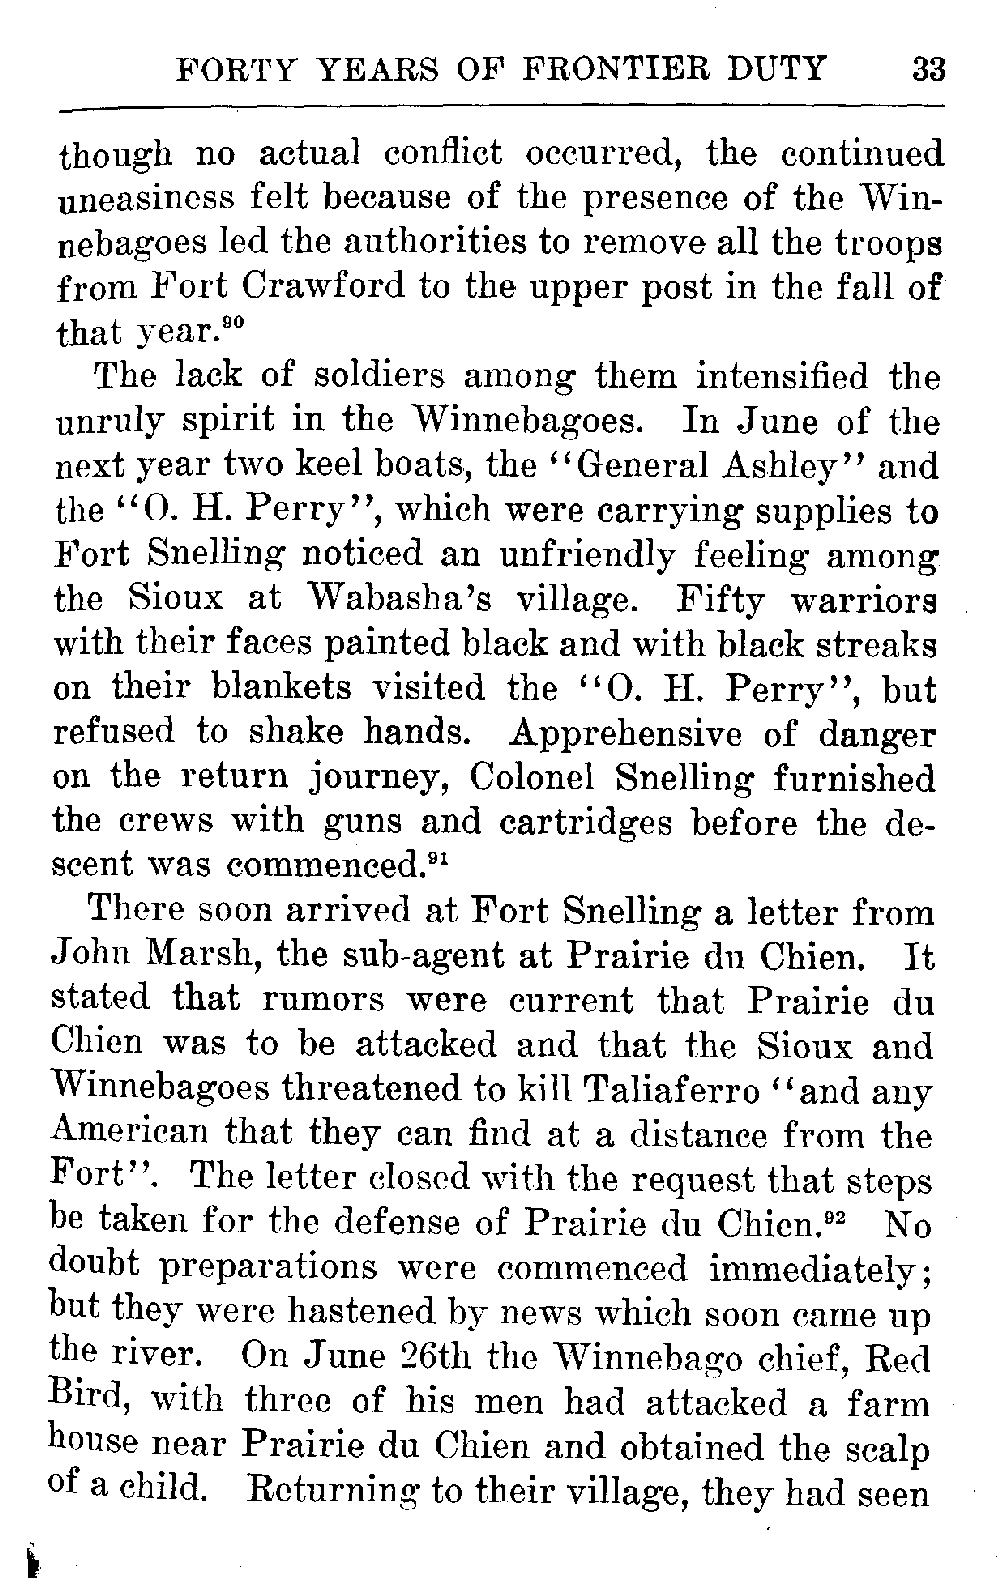 FORTY YEARS OF FRONTIER DUTY 33
though no actual conflict occurred, the continued
uneasiness felt because of the presence of the Win-
nebagoes led the authorities to remove all the troops
from Fort Crawford to the upper post in the fall of
that year.⁹⁰
The lack of soldiers among them intensified the
unruly spirit in the Winnebagoes. In June of the
next year two keel boats, the "General Ashley" and
the "O. H. Perry", which were carrying supplies to
Fort Snelling noticed an unfriendly feeling among
the Sioux at Wabasha's village. Fifty warriors
with their faces painted black and with black streaks
on their blankets visited the "O. H. Perry", but
refused to shake hands. Apprehensive of danger
on the return journey, Colonel Snelling furnished
the crews with guns and cartridges before the de-
scent was commenced.⁹¹
There soon arrived at Fort Snelling a letter from
John Marsh, the sub-agent at Prairie du Chien. It
stated that rumors were current that Prairie du
Chien was to be attacked and that the Sioux and
Winnebagoes threatened to kill Taliaferro "and any
American that they can find at a distance from the
Fort". The letter closed with the request that steps
be taken for the defense of Prairie du Chien.⁹² No
doubt preparations were commenced immediately;
but they were hastened by news which soon came up
the river. On June 26th the Winnebago chief, Red
Bird, with three of his men had attacked a farm
house near Prairie du Chien and obtained the scalp
of a child. Returning to their village, they had seen